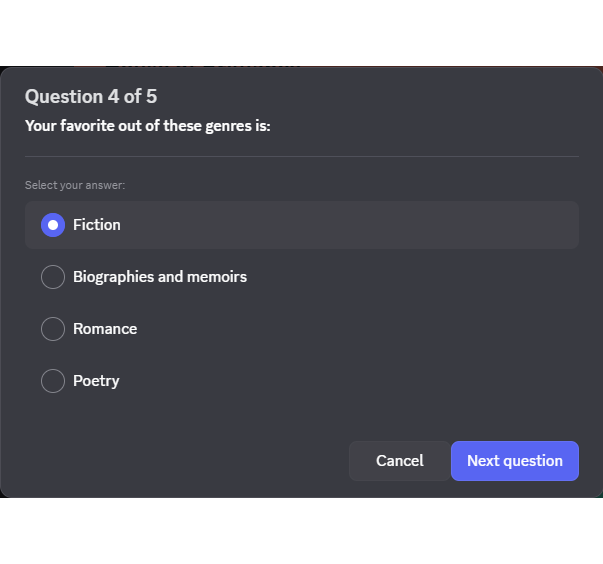 Question 4 of 5
Your favorite out of these genres is:
Select your answer:
Fiction
Biographies and memoirs
Romance
Poetry
Cancel
Next question